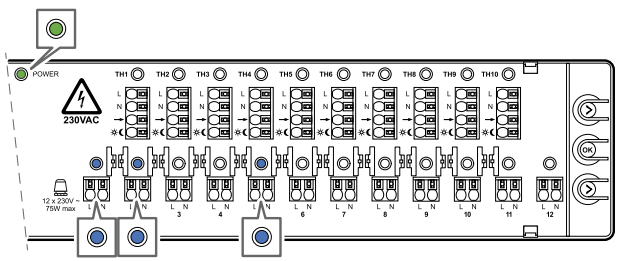 POWER
TH1 TH2 TH3 TH4 TH5 TH6 TH7 TH8 TH9 TH10
L L L L L L L L L L
N N N N N N N N N N
230VAC
OK
12 x 230V ~
75W max
L N L N L N L N L N L N L N L N L N L N L N L N
3 4 6 7 8 9 10 11 12